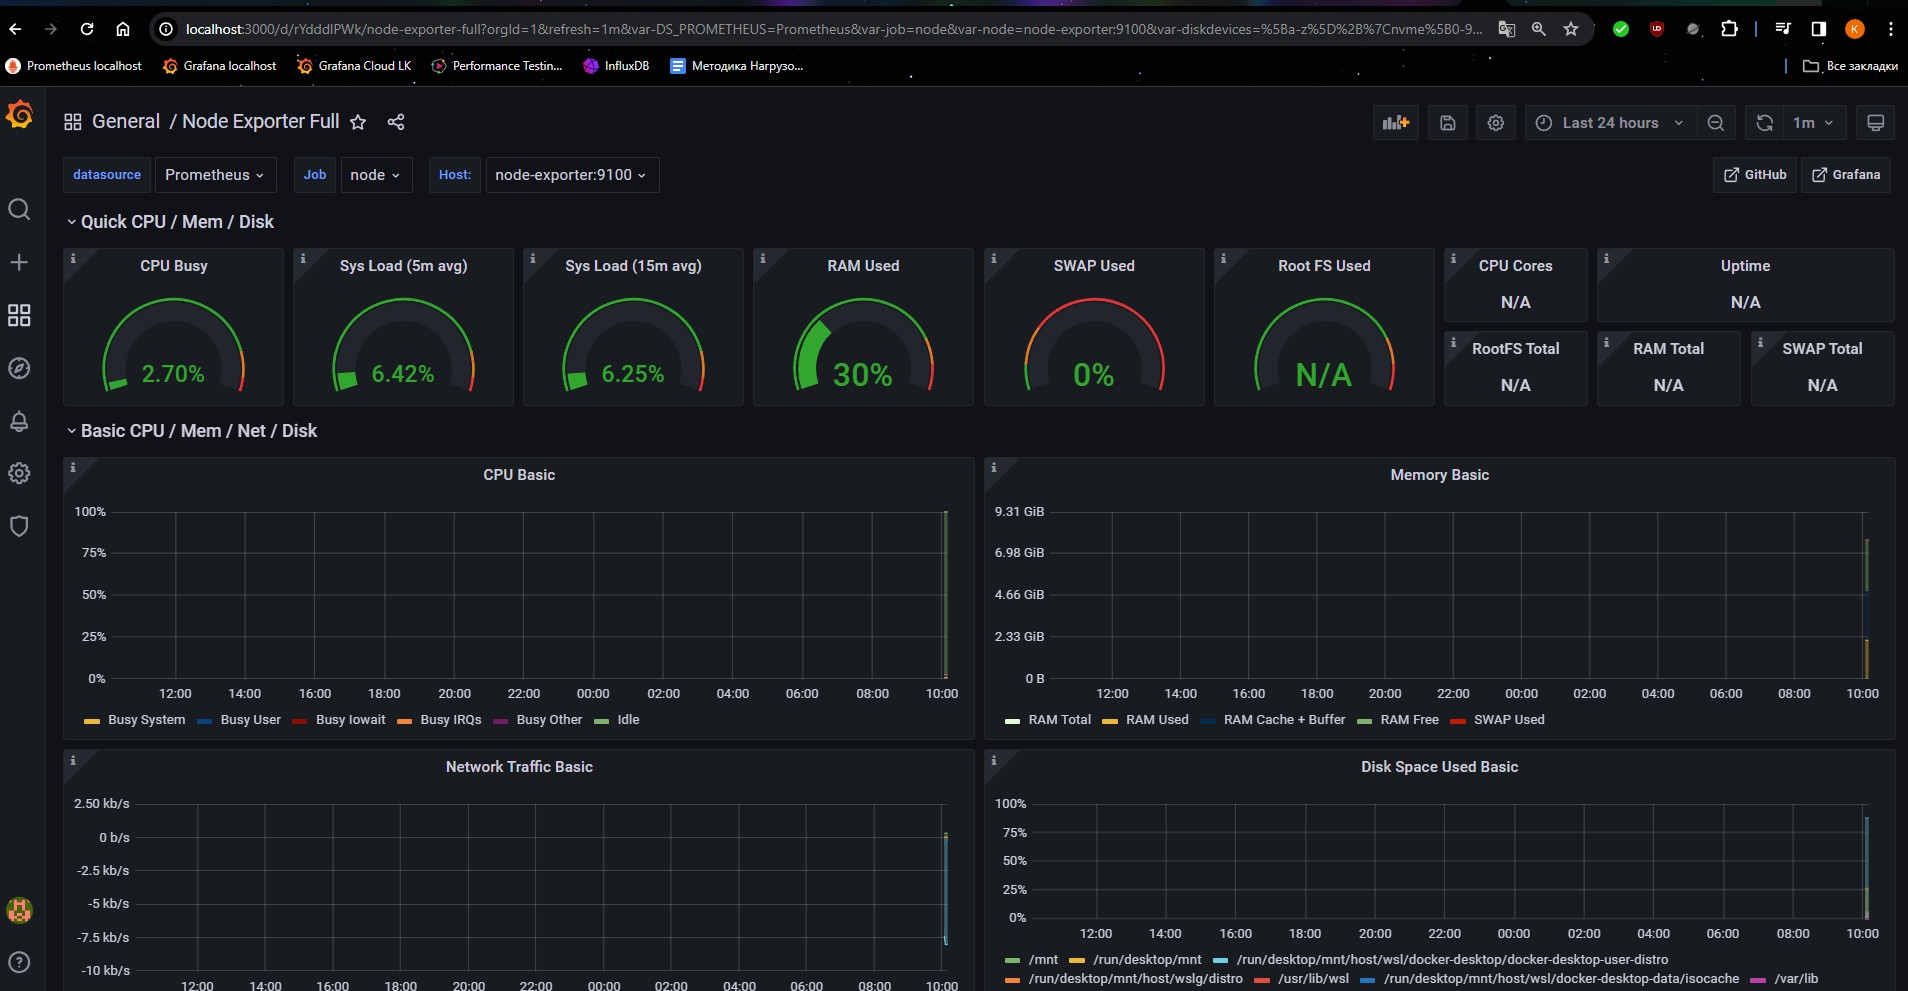 localhost:3000/d/rYdddlPWk/node-exporter-full?orgId=1&refresh=1m&var-DS_PROMETHEUS=Prometheus&var-job=node&var-node=node-exporter:9100&var-diskdevices=%5Ba-z%5D%2B%7Cnvme%5B0-9...
K
Prometheus localhost Grafana localhost Grafana Cloud LK Performance Testin... InfluxDB Методика Нагрузо... Все закладки
General / Node Exporter Full
Last 24 hours 1m
datasource Prometheus Job node Host: node-exporter:9100 GitHub Grafana
Quick CPU / Mem / Disk
CPU Busy
2.70%
Sys Load (5m avg)
6.42%
Sys Load (15m avg)
6.25%
RAM Used
30%
SWAP Used
0%
Root FS Used
N/A
CPU Cores
N/A
Uptime
N/A
RootFS Total
N/A
RAM Total
N/A
SWAP Total
N/A
Basic CPU / Mem / Net / Disk
CPU Basic
100%
75%
50%
25%
0%
12:00 14:00 16:00 18:00 20:00 22:00 00:00 02:00 04:00 06:00 08:00 10:00
Busy System Busy User Busy Iowait Busy IRQs Busy Other Idle
Memory Basic
9.31 GiB
6.98 GiB
4.66 GiB
2.33 GiB
0 B
12:00 14:00 16:00 18:00 20:00 22:00 00:00 02:00 04:00 06:00 08:00 10:00
RAM Total RAM Used RAM Cache + Buffer RAM Free SWAP Used
Network Traffic Basic
2.50 kb/s
0 b/s
-2.5 kb/s
-5 kb/s
-7.5 kb/s
-10 kb/s
12:00 14:00 16:00 18:00 20:00 22:00 00:00 02:00 04:00 06:00 08:00 10:00
Disk Space Used Basic
100%
75%
50%
25%
0%
12:00 14:00 16:00 18:00 20:00 22:00 00:00 02:00 04:00 06:00 08:00 10:00
/mnt /run/desktop/mnt /run/desktop/mnt/host/wsl/docker-desktop/docker-desktop-user-distro
/run/desktop/mnt/host/wslg/distro /usr/lib/wsl /run/desktop/mnt/host/wsl/docker-desktop-data/isocache /var/lib